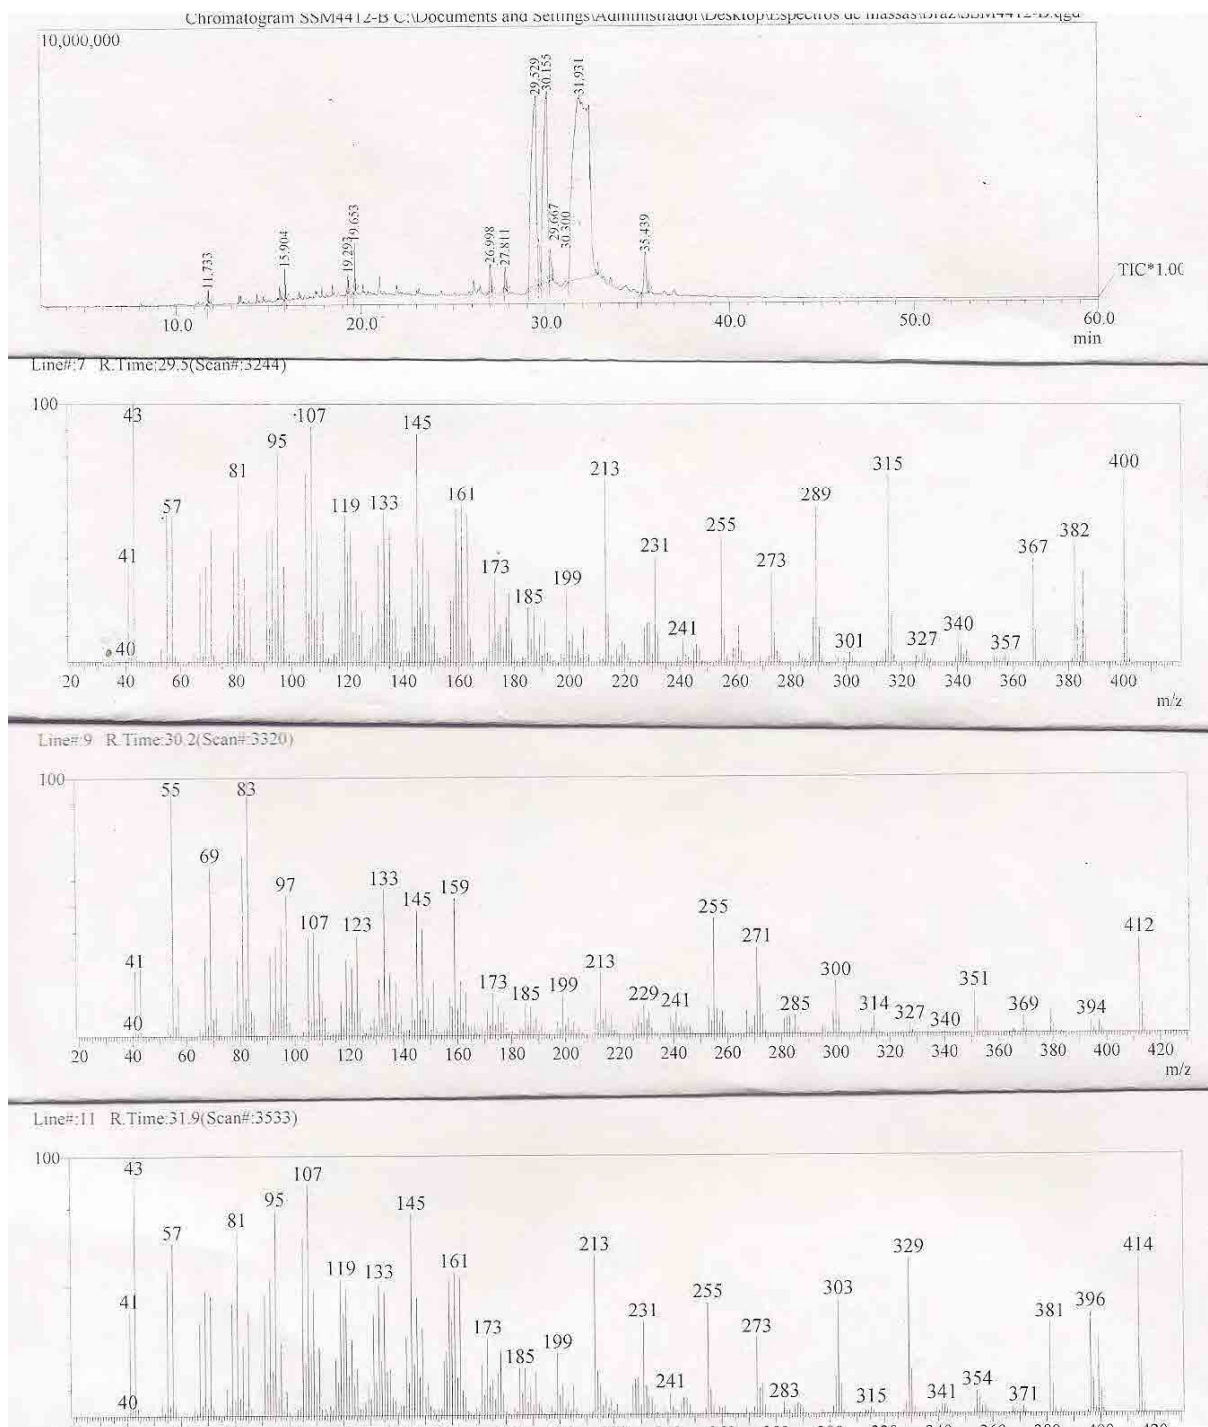 Chromatogram SSM4412-B C:\Documents and Settings\Administrador\Desktop\Espectros de massas\Braz\SSM4412-B.qgd
10,000,000
11.733
15.904
19.293
19.653
26.998
27.811
29.529
30.155
29.667
30.300
31.931
35.439
TIC*1.00
10.0 20.0 30.0 40.0 50.0 60.0
min
Line#:7 R.Time:29.5(Scan#:3244)
100
43 107 145
95
81 213 315 400
57 119 133 161 289
255 382
41 231 367
173 273
199
185
241 340
40 301 327 357
20 40 60 80 100 120 140 160 180 200 220 240 260 280 300 320 340 360 380 400
m/z
Line#:9 R.Time:30.2(Scan#:3320)
100
55 83
69
97 133 159
145
107 123 255 412
271
41 213 300
173 199 351
185 229 241 285 314 369
40 327 340 394
20 40 60 80 100 120 140 160 180 200 220 240 260 280 300 320 340 360 380 400 420
m/z
Line#:11 R.Time:31.9(Scan#:3533)
100
43 107
95 145
81
57 213 329 414
119 133 161
41 255 303 381 396
231
173 273
199
185
241 283 354
40 315 341 371